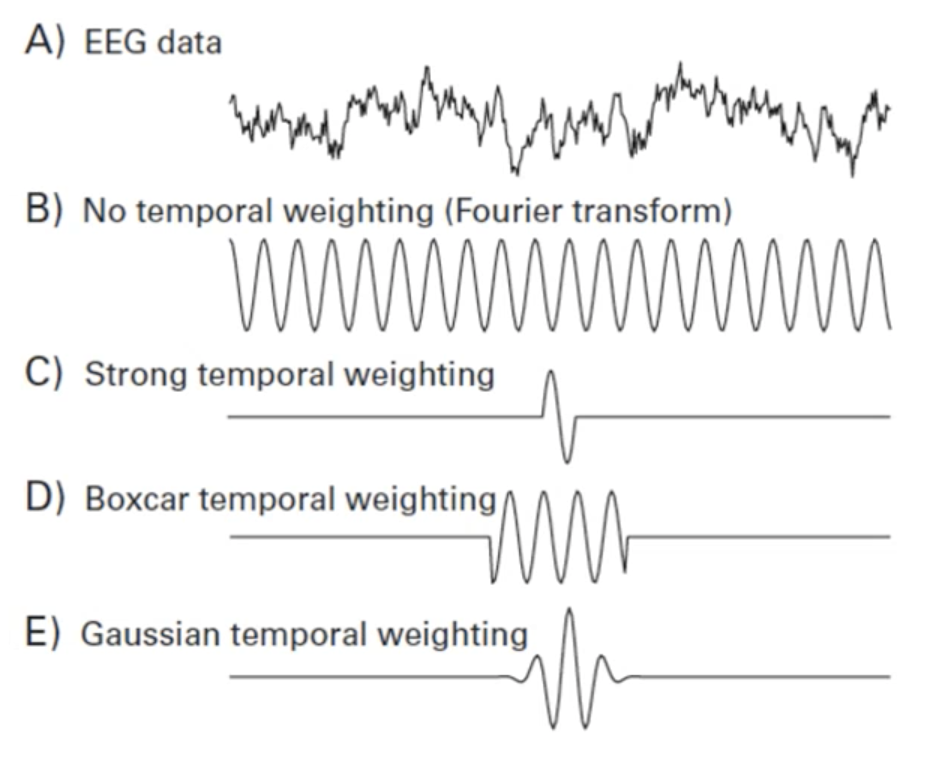 A) EEG data
B) No temporal weighting (Fourier transform)
C) Strong temporal weighting
D) Boxcar temporal weighting
E) Gaussian temporal weighting